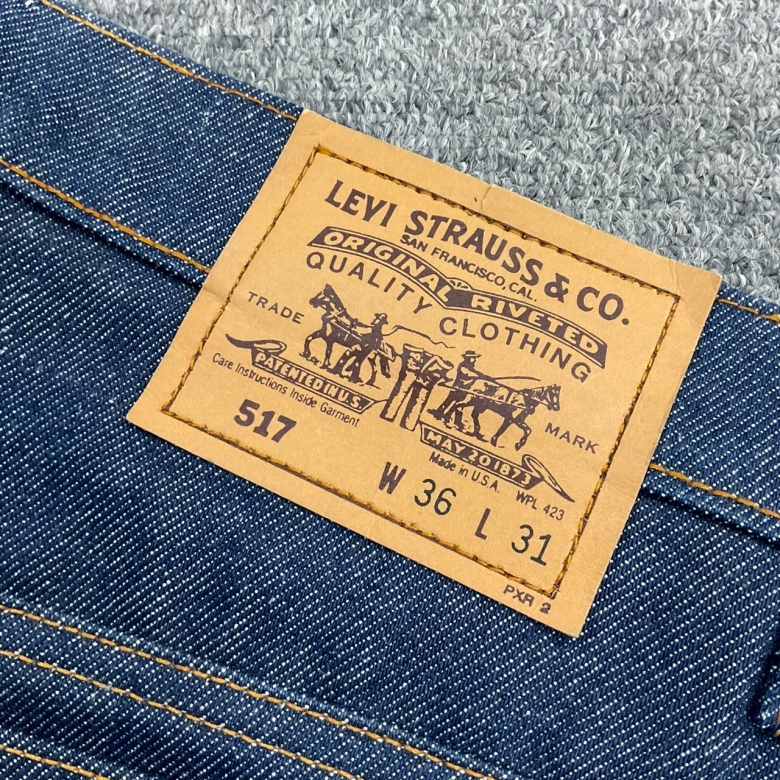 LEVI STRAUSS & CO.
SAN FRANCISCO, CAL.
ORIGINAL RIVETED
QUALITY CLOTHING
TRADE MARK
PATENTED IN U.S. MAY 20 1873
Care Instructions Inside Garment
Made in U.S.A. WPL 423
517
W 36 L 31
PXR 2